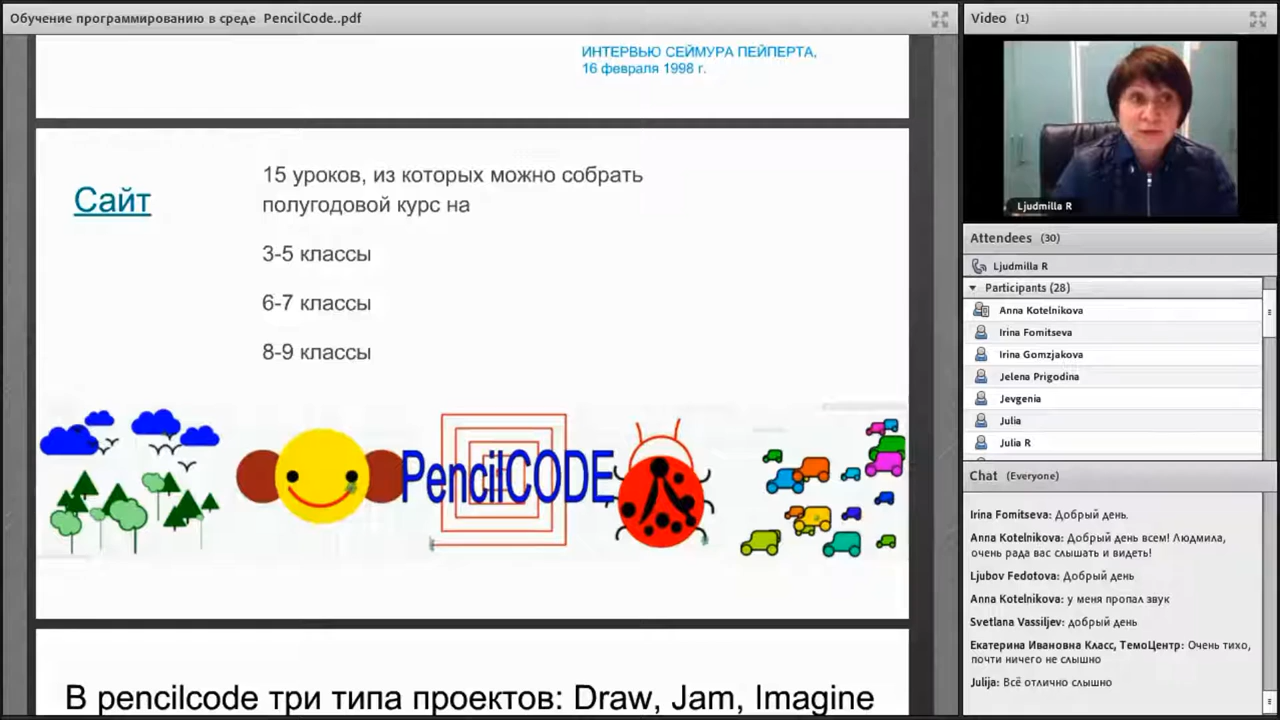 Обучение программированию в среде PencilCode..pdf
ИНТЕРВЬЮ СЕЙМУРА ПЕЙПЕРТА,
16 февраля 1998 г.
Сайт
15 уроков, из которых можно собрать
полугодовой курс на
3-5 классы
6-7 классы
8-9 классы
PencilCODE
В pencilcode три типа проектов: Draw, Jam, Imagine
Video (1)
Ljudmilla R
Attendees (30)
Ljudmilla R
Participants (28)
Anna Kotelnikova
Irina Fomitseva
Irina Gomzjakova
Jelena Prigodina
Jevgenia
Julia
Julia R
Chat (Everyone)
Irina Fomitseva: Добрый день.
Anna Kotelnikova: Добрый день всем! Людмила,
очень рада вас слышать и видеть!
Ljubov Fedotova: Добрый день
Anna Kotelnikova: у меня пропал звук
Svetlana Vassiljev: добрый день
Екатерина Ивановна Класс, ТемоЦентр: Очень тихо,
почти ничего не слышно
Julija: Всё отлично слышно